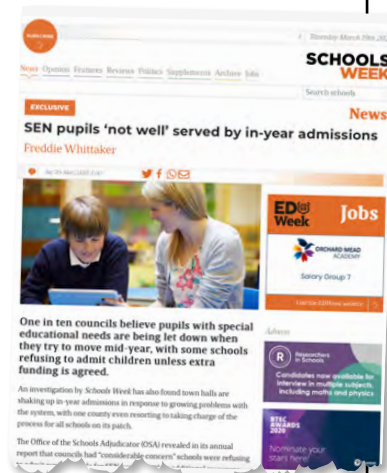 SUBSCRIBE
SCHOOLS
WEEK
News Opinion Features Reviews Politics Supplements Archive Jobs
Search schools
EXCLUSIVE
News
SEN pupils ‘not well’ served by in-year admissions
Freddie Whittaker
ED
Week
Jobs
ORCHARD MEAD
ACADEMY
Salary Group 7
One in ten councils believe pupils with special
educational needs are being let down when
they try to move mid-year, with some schools
refusing to admit children unless extra
funding is agreed.
Adverts
R Researchers
in Schools
Candidates now available for
interview in multiple subjects,
including maths and physics
An investigation by Schools Week has also found town halls are
shaking up in-year admissions in response to growing problems with
the system, with one county even resorting to taking charge of the
process for all schools on its patch.
BTEC
AWARDS
2020
Nominate your
stars here!
The Office of the Schools Adjudicator (OSA) revealed in its annual
report that councils had “considerable concern” schools were refusing